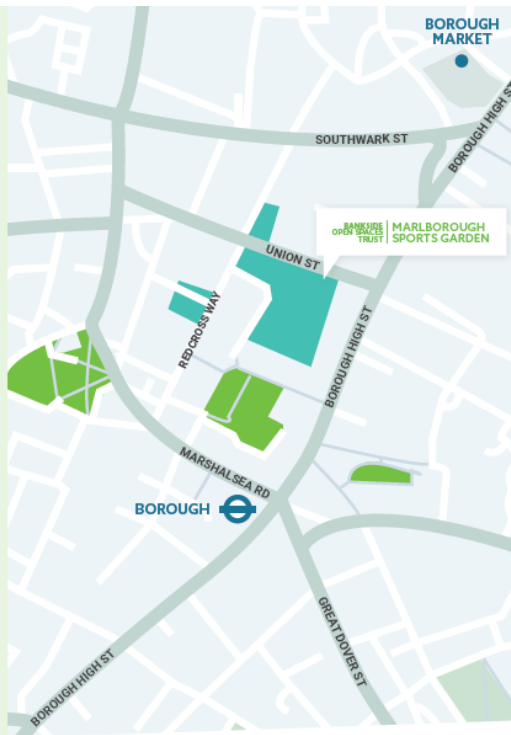 BOROUGH
MARKET
SOUTHWARK ST
BOROUGH HIGH ST
BANKSIDE
OPEN SPACES
TRUST
MARLBOROUGH
SPORTS GARDEN
UNION ST
REDCROSS WAY
BOROUGH HIGH ST
MARSHALSEA RD
BOROUGH
GREAT DOVER ST
BOROUGH HIGH ST